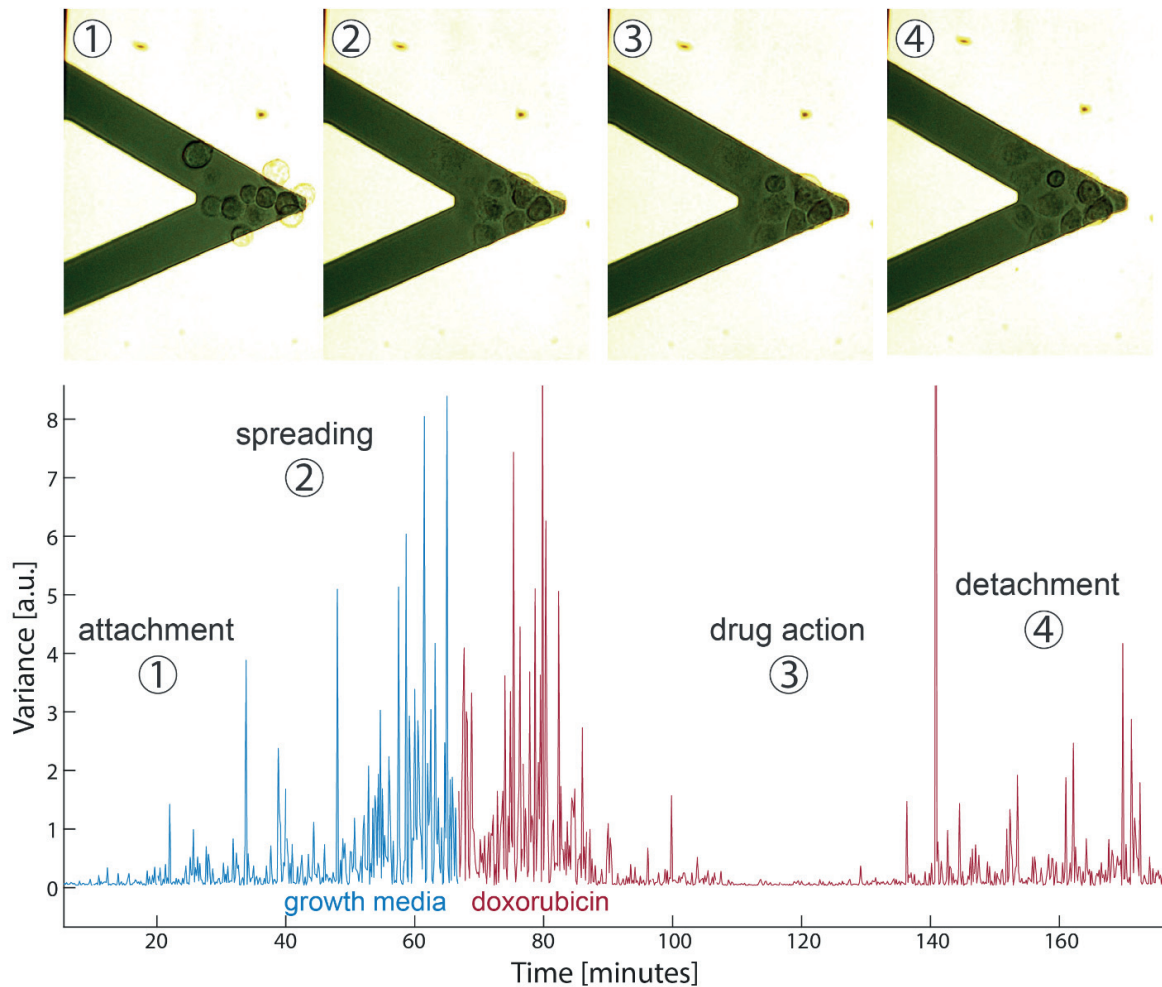 ① ② ③ ④
8
7
6
5
4
3
2
1
0
Variance [a.u.]
spreading
②
attachment
①
drug action
③
detachment
④
growth media doxorubicin
20 40 60 80 100 120 140 160
Time [minutes]